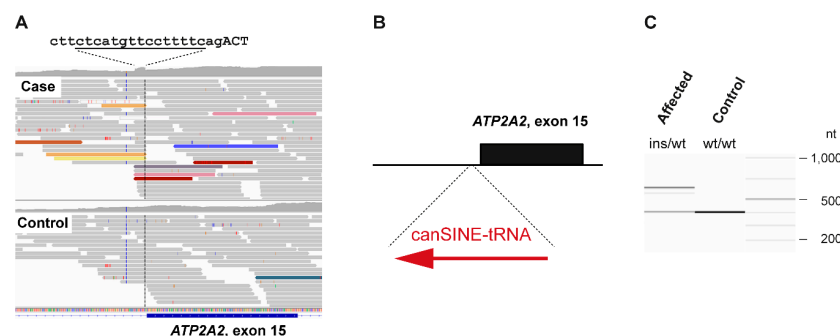 A
cttctcatgttccttttcagACT
Case
Control
ATP2A2, exon 15
B
ATP2A2, exon 15
canSINE-tRNA
C
Affected
Control
ins/wt
wt/wt
nt
1,000
500
200